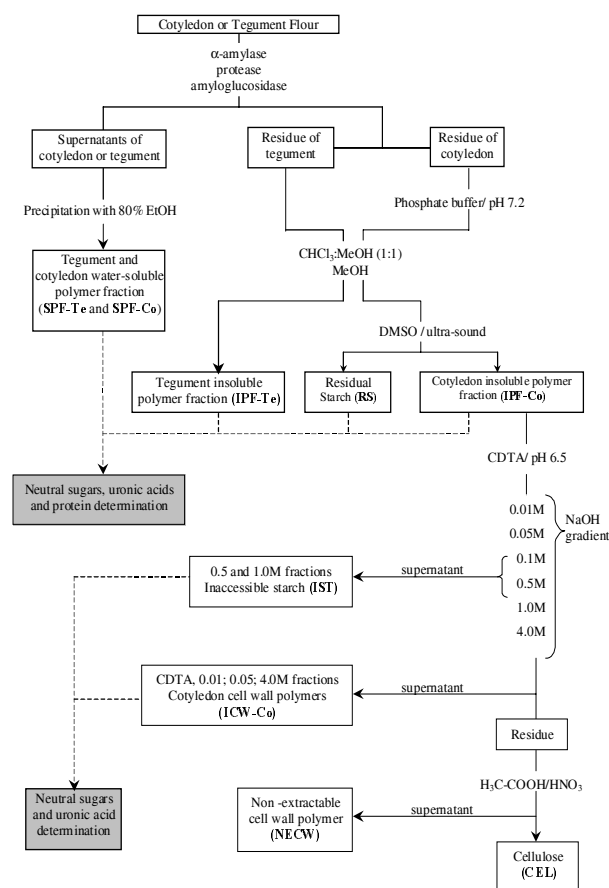 Cotyledon or Tegument Flour
α-amylase
protease
amyloglucosidase
Supernatants of
cotyledon or tegument
Residue of
tegument
Residue of
cotyledon
Precipitation with 80% EtOH
Phosphate buffer/ pH 7.2
CHCl3:MeOH (1:1)
MeOH
Tegument and
cotyledon water-soluble
polymer fraction
(SPF-Te and SPF-Co)
DMSO / ultra-sound
Tegument insoluble
polymer fraction (IPF-Te)
Residual
Starch (RS)
Cotyledon insoluble polymer
fraction (IPF-Co)
CDTA/ pH 6.5
Neutral sugars, uronic acids
and protein determination
0.01M
0.05M
0.1M
0.5M
1.0M
4.0M
NaOH
gradient
supernatant
0.5 and 1.0M fractions
Inaccessible starch (IST)
CDTA, 0.01; 0.05; 4.0M fractions
Cotyledon cell wall polymers
(ICW-Co)
supernatant
Residue
H3C-COOH/HNO3
Neutral sugars
and uronic acid
determination
Non -extractable
cell wall polymer
(NECW)
supernatant
Cellulose
(CEL)